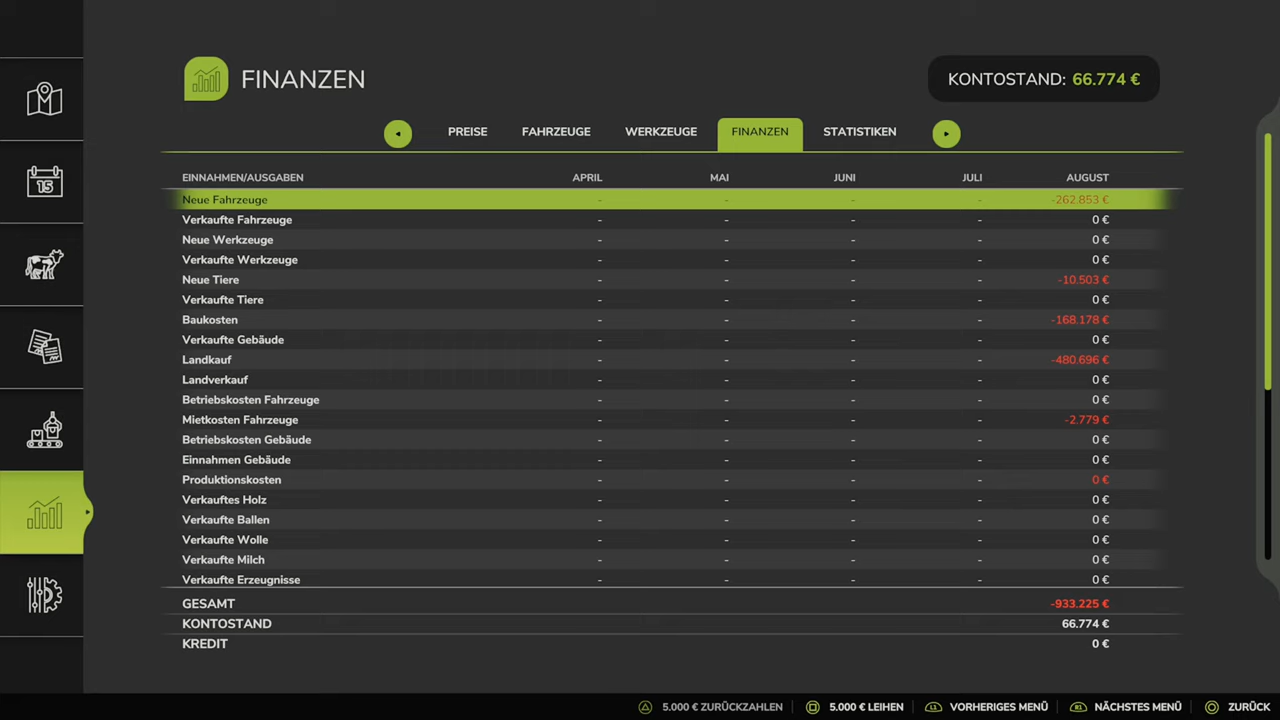 FINANZEN
KONTOSTAND: 66.774 €
PREISE FAHRZEUGE WERKZEUGE FINANZEN STATISTIKEN
15
EINNAHMEN/AUSGABEN APRIL MAI JUNI JULI AUGUST
Neue Fahrzeuge - - - - -262.853 €
Verkaufte Fahrzeuge - - - - 0 €
Neue Werkzeuge - - - - 0 €
Verkaufte Werkzeuge - - - - 0 €
Neue Tiere - - - - -10.503 €
Verkaufte Tiere - - - - 0 €
Baukosten - - - - -168.178 €
Verkaufte Gebäude - - - - 0 €
Landkauf - - - - -480.696 €
Landverkauf - - - - 0 €
Betriebskosten Fahrzeuge - - - - 0 €
Mietkosten Fahrzeuge - - - - -2.779 €
Betriebskosten Gebäude - - - - 0 €
Einnahmen Gebäude - - - - 0 €
Produktionskosten - - - - 0 €
Verkauftes Holz - - - - 0 €
Verkaufte Ballen - - - - 0 €
Verkaufte Wolle - - - - 0 €
Verkaufte Milch - - - - 0 €
Verkaufte Erzeugnisse - - - - 0 €
GESAMT -933.225 €
KONTOSTAND 66.774 €
KREDIT 0 €
5.000 € ZURÜCKZAHLEN 5.000 € LEIHEN L1 VORHERIGES MENÜ R1 NÄCHSTES MENÜ ZURÜCK